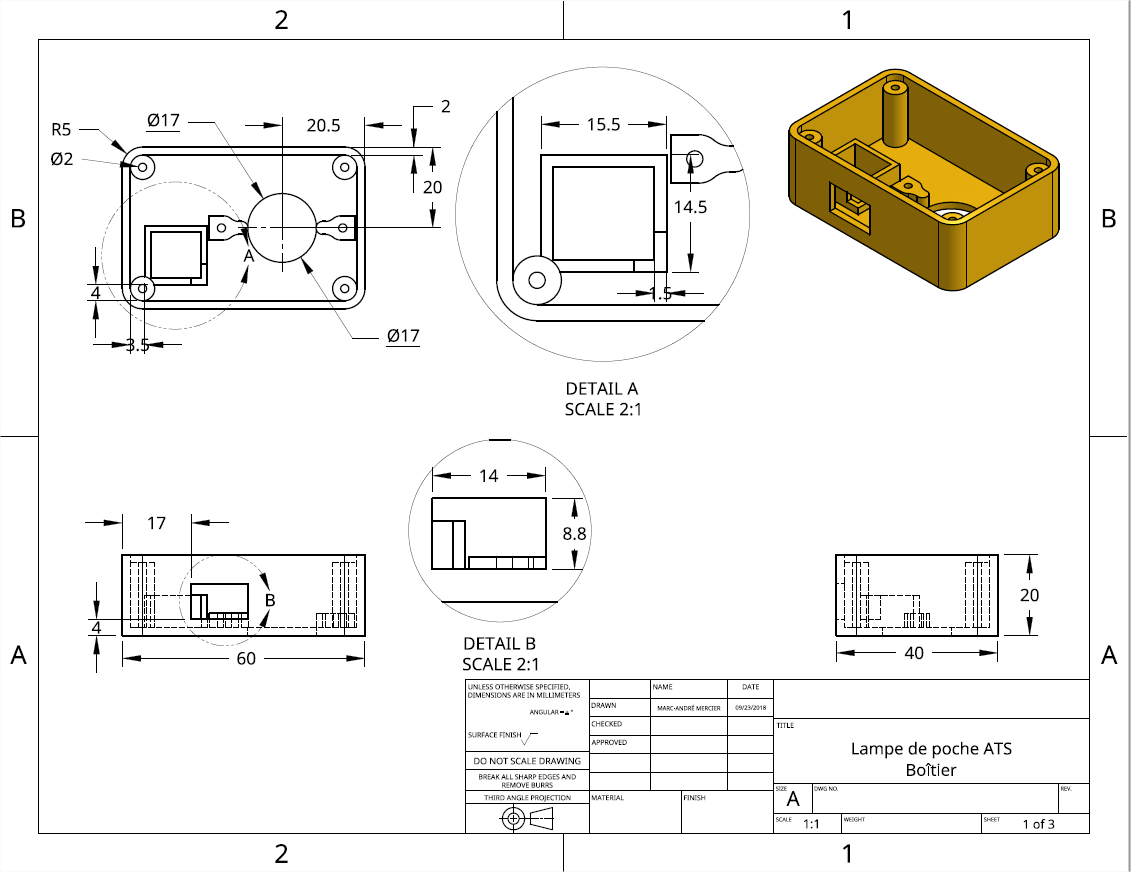 2
1
B
B
A
A
2
1
R5
Ø2
Ø17
20.5
2
20
A
4
3.5
Ø17
15.5
14.5
1.5
DETAIL A
SCALE 2:1
17
4
B
60
14
8.8
DETAIL B
SCALE 2:1
20
40
UNLESS OTHERWISE SPECIFIED,
DIMENSIONS ARE IN MILLIMETERS
ANGULAR = ± °
SURFACE FINISH
DO NOT SCALE DRAWING
BREAK ALL SHARP EDGES AND
REMOVE BURRS
THIRD ANGLE PROJECTION
NAME
DATE
DRAWN
MARC-ANDRÉ MERCIER
09/23/2018
CHECKED
APPROVED
MATERIAL
FINISH
TITLE
Lampe de poche ATS
Boîtier
SIZE
A
DWG NO.
REV.
SCALE
1:1
WEIGHT
SHEET
1 of 3